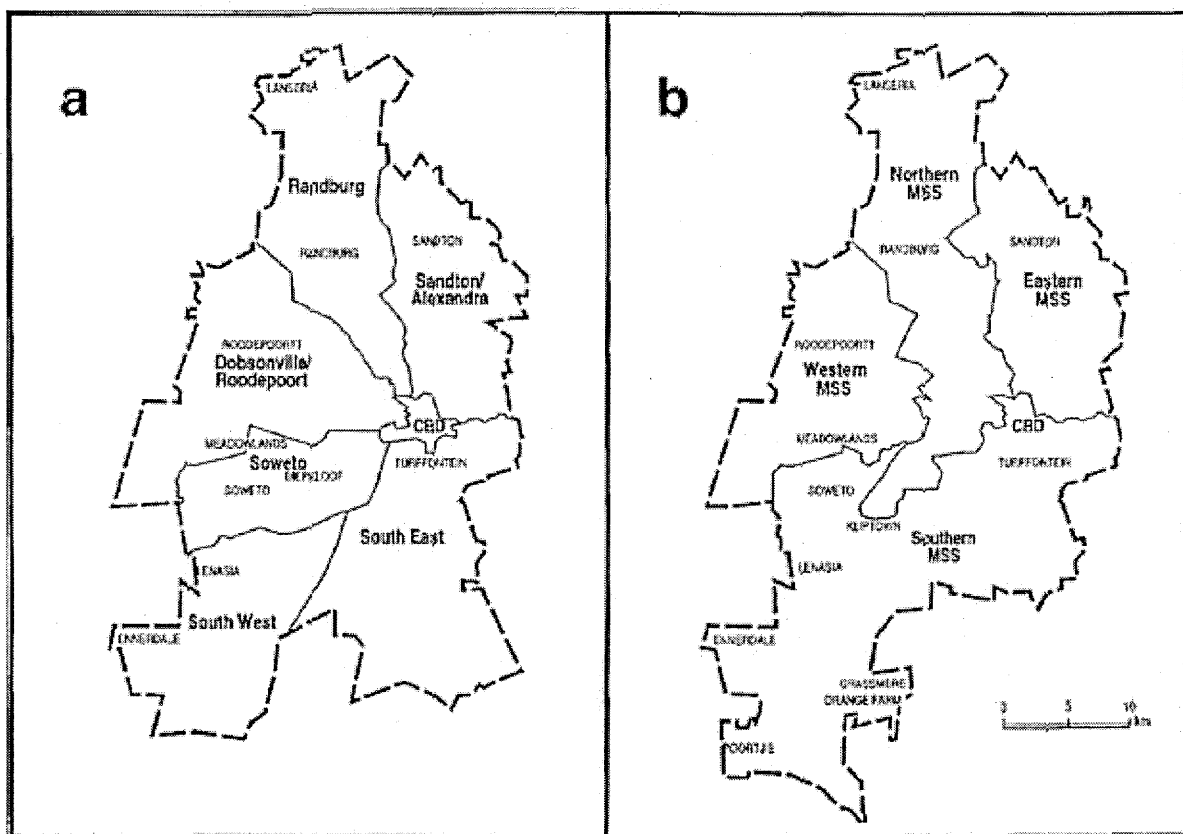 a
LANSERIA
Randburg
RANDBURG
SANDTON
Sandton/
Alexandra
ROODEPOORT
Dobsonville/
Roodepoort
CBD
MEADOWLANDS
Soweto
DIEPKLOOF
SOWETO
TURFFONTEIN
South East
LENASIA
South West
ENNERDALE
b
LANSERIA
Northern
MSS
RANDBURG
SANDTON
Eastern
MSS
ROODEPOORT
Western
MSS
CBD
MEADOWLANDS
TURFFONTEIN
SOWETO
KLIPTOWN
Southern
MSS
LENASIA
ENNERDALE
GRASSMERE
ORANGE FARM
POORTJIE
0 5 10
km